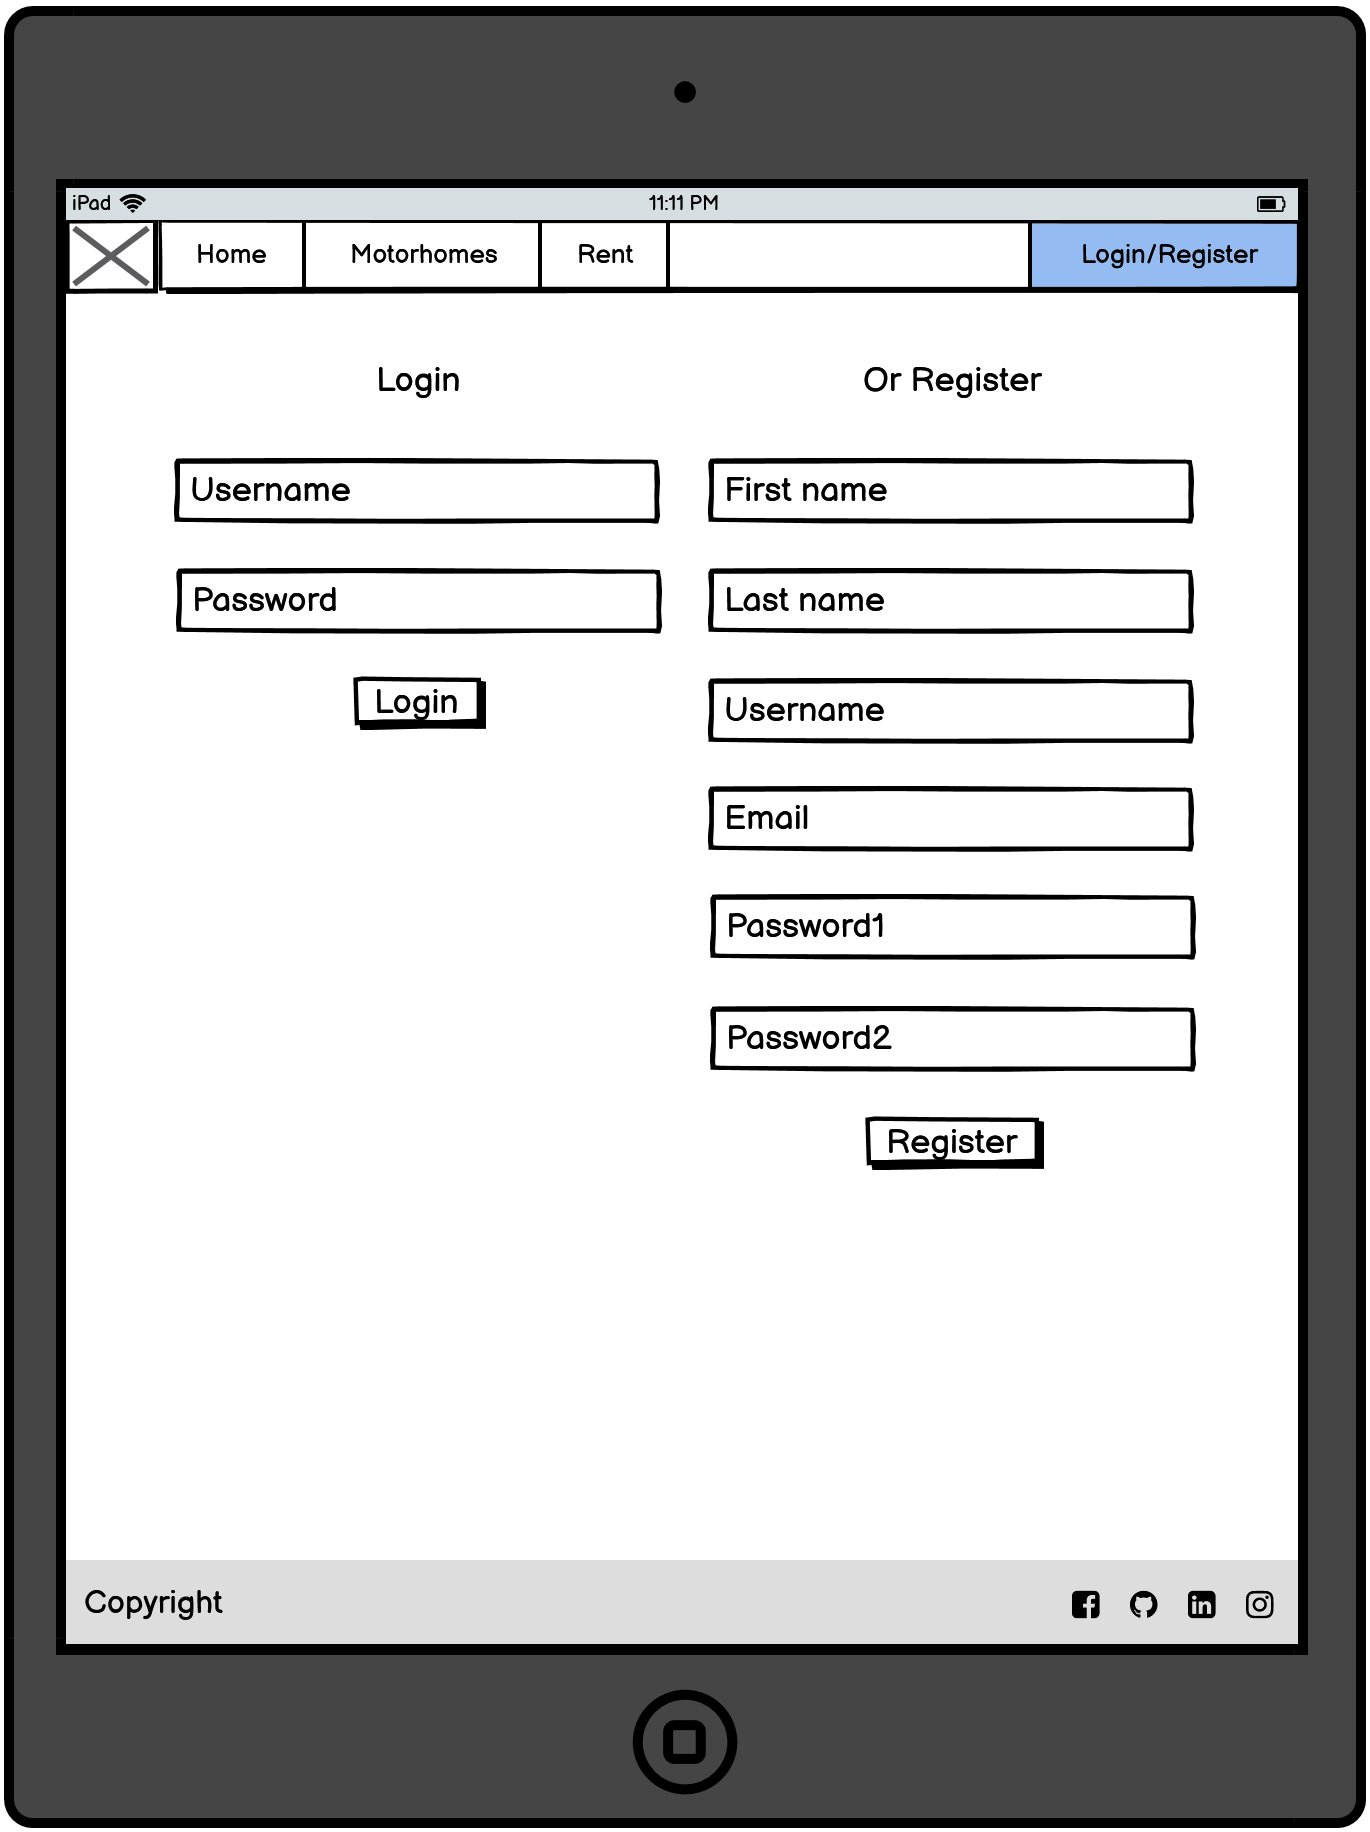 iPad 11:11 PM
Home Motorhomes Rent Login/Register
Login
Username
Password
Login
Or Register
First name
Last name
Username
Email
Password1
Password2
Register
Copyright